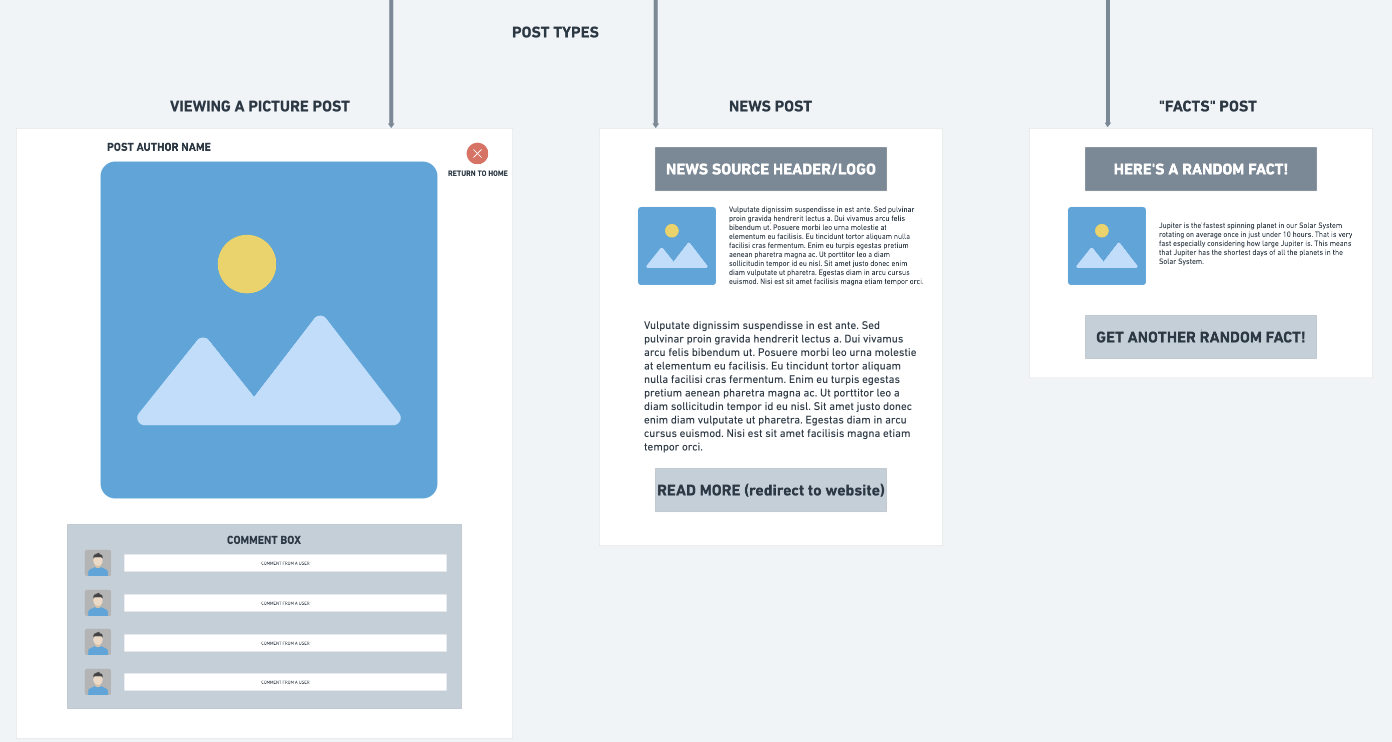 POST TYPES
VIEWING A PICTURE POST
POST AUTHOR NAME
RETURN TO HOME
COMMENT BOX
COMMENT FROM A USER
COMMENT FROM A USER
COMMENT FROM A USER
COMMENT FROM A USER
NEWS POST
NEWS SOURCE HEADER/LOGO
Vulputate dignissim suspendisse in est ante. Sed pulvinar
proin gravida hendrerit lectus a. Dui vivamus arcu felis
bibendum ut. Posuere morbi leo urna molestie at
elementum eu facilisis. Eu tincidunt tortor aliquam nulla
facilisi cras fermentum. Enim eu turpis egestas pretium
aenean pharetra magna ac. Ut porttitor leo a diam
sollicitudin tempor id eu nisl. Sit amet justo donec enim
diam vulputate ut pharetra. Egestas diam in arcu cursus
euismod. Nisi est sit amet facilisis magna etiam tempor orci.
Vulputate dignissim suspendisse in est ante. Sed
pulvinar proin gravida hendrerit lectus a. Dui vivamus
arcu felis bibendum ut. Posuere morbi leo urna molestie
at elementum eu facilisis. Eu tincidunt tortor aliquam
nulla facilisi cras fermentum. Enim eu turpis egestas
pretium aenean pharetra magna ac. Ut porttitor leo a
diam sollicitudin tempor id eu nisl. Sit amet justo donec
enim diam vulputate ut pharetra. Egestas diam in arcu
cursus euismod. Nisi est sit amet facilisis magna etiam
tempor orci.
READ MORE (redirect to website)
"FACTS" POST
HERE'S A RANDOM FACT!
Jupiter is the fastest spinning planet in our Solar System
rotating on average once in just under 10 hours. That is very
fast especially considering how large Jupiter is. This means
that Jupiter has the shortest days of all the planets in the
Solar System.
GET ANOTHER RANDOM FACT!